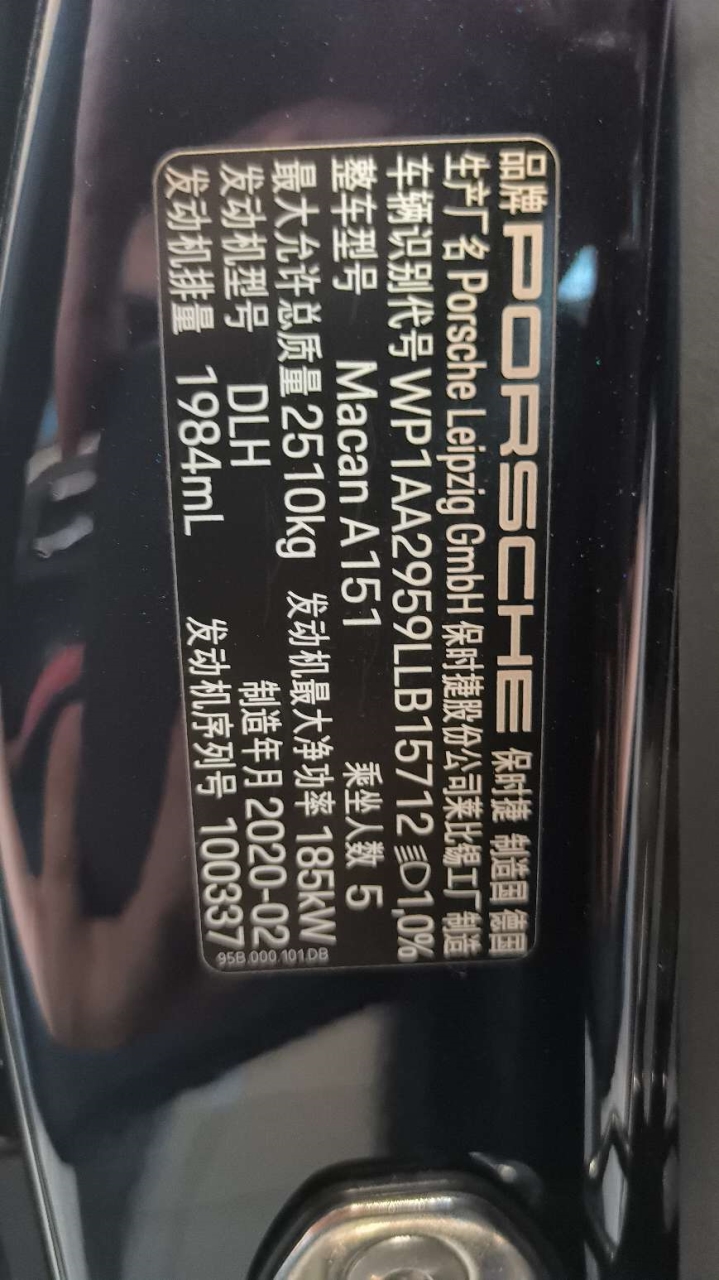 品牌 PORSCHE 保时捷 制造国 德国
生产厂名 Porsche Leipzig GmbH 保时捷股份公司莱比锡工厂制造
车辆识别代号 WP1AA2959LLB15712 1,0%
整车型号 Macan A151 乘坐人数 5
最大允许总质量 2510kg 发动机最大净功率 185kW
发动机型号 DLH 制造年月 2020-02
发动机排量 1984mL 发动机序列号 100337
95B.000.101.DB